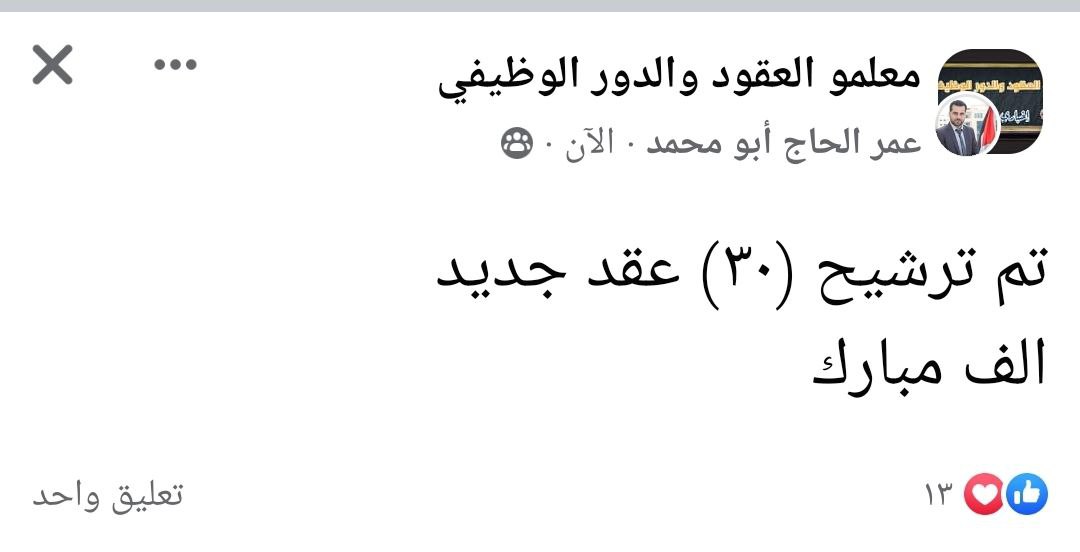 معلمو العقود والدور الوظيفي
عمر الحاج أبو محمد · الآن ·
تم ترشيح (٣٠) عقد جديد
الف مبارك
١٣
تعليق واحد